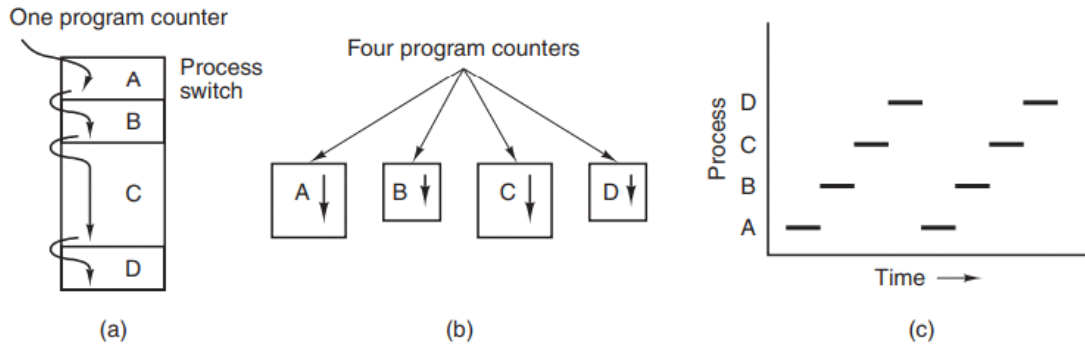 One program counter
A
Process
switch
B
C
D
(a)
Four program counters
A
B
C
D
(b)
Process
D
C
B
A
Time
(c)